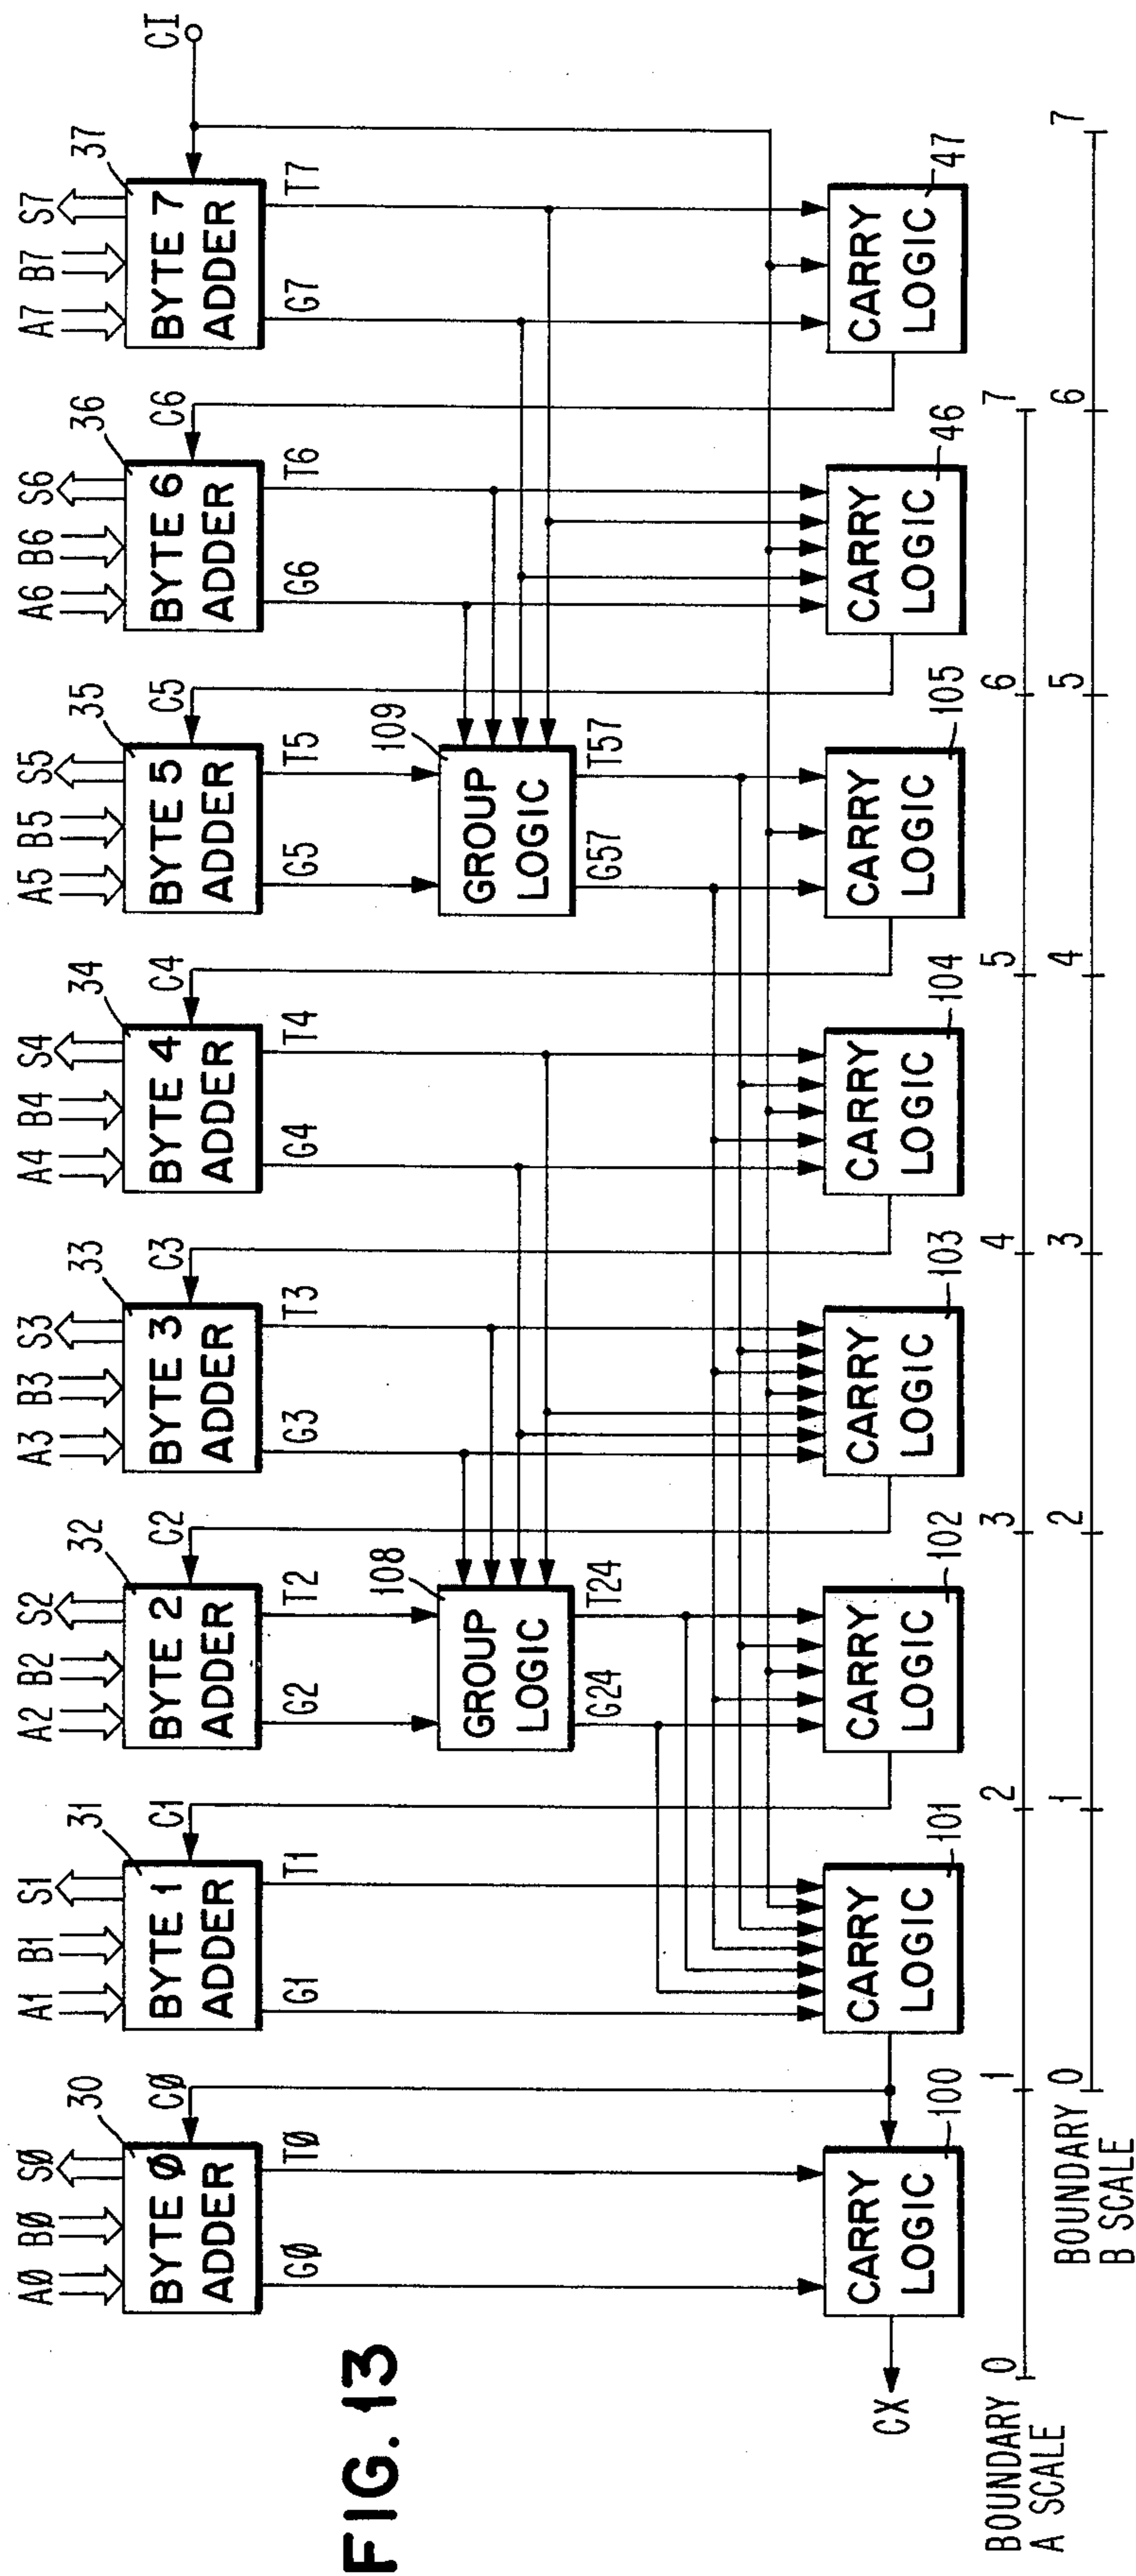 FIG. 13
A0 B0 S0
A1 B1 S1
A2 B2 S2
A3 B3 S3
A4 B4 S4
A5 B5 S5
A6 B6 S6
A7 B7 S7
CI
30
31
32
33
34
35
36
37
BYTE Ø
ADDER
BYTE 1
ADDER
BYTE 2
ADDER
BYTE 3
ADDER
BYTE 4
ADDER
BYTE 5
ADDER
BYTE 6
ADDER
BYTE 7
ADDER
CØ
C1
C2
C3
C4
C5
C6
GØ TØ
G1 T1
G2 T2
G3 T3
G4 T4
G5 T5
G6 T6
G7 T7
108
GROUP
LOGIC
109
GROUP
LOGIC
G24 T24
G57 T57
CARRY
LOGIC
100
CARRY
LOGIC
101
CARRY
LOGIC
102
CARRY
LOGIC
103
CARRY
LOGIC
104
CARRY
LOGIC
105
CARRY
LOGIC
46
CARRY
LOGIC
47
CX
BOUNDARY
A SCALE
0 1 2 3 4 5 6 7
BOUNDARY
B SCALE
0 1 2 3 4 5 6 7